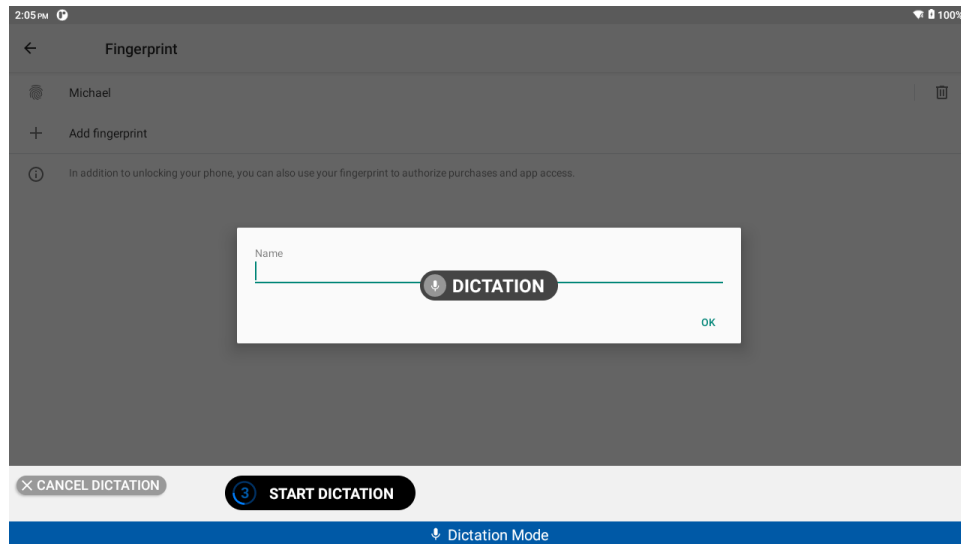 2:05 PM 100%
Fingerprint
Michael
Add fingerprint
In addition to unlocking your phone, you can also use your fingerprint to authorize purchases and app access.
Name
DICTATION
OK
CANCEL DICTATION
3 START DICTATION
Dictation Mode